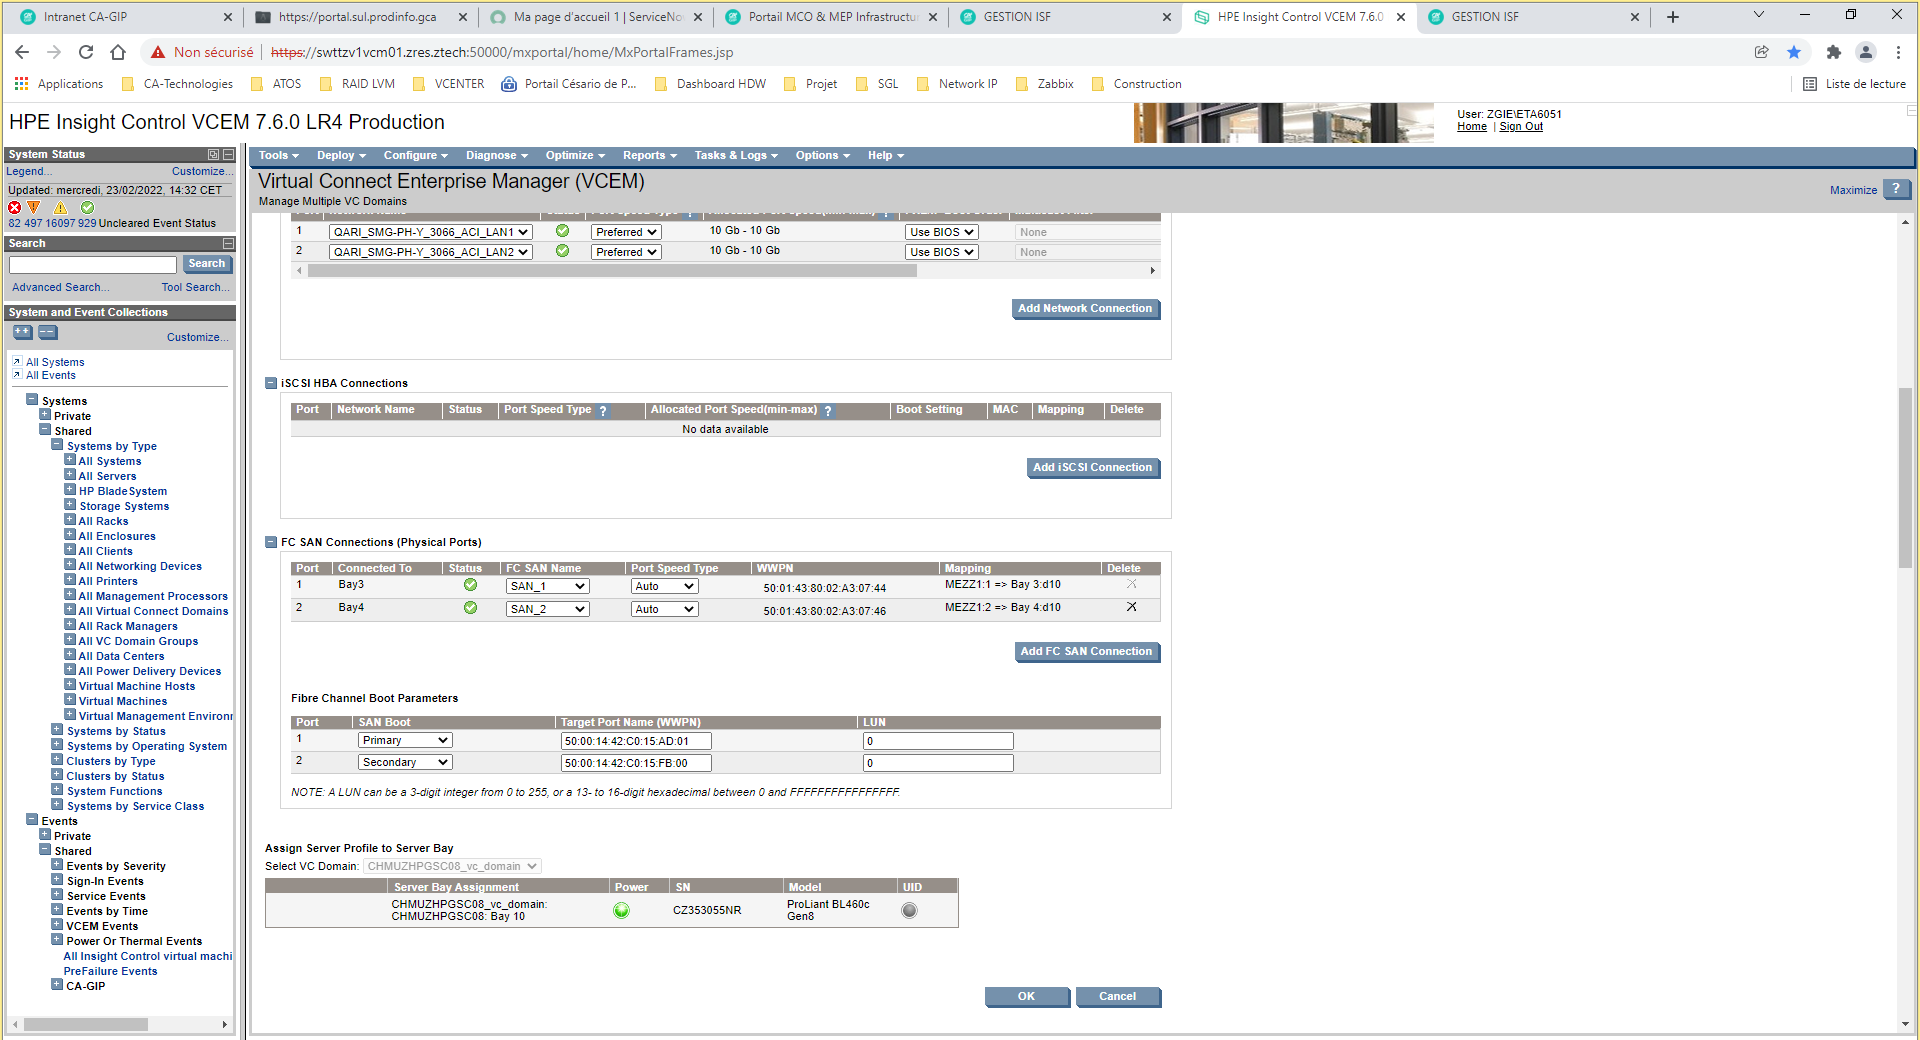 Intranet CA-GIP
https://portal.sul.prodinfo.gca
Ma page d'accueil 1 | ServiceNo
Portail MCO & MEP Infrastructu
GESTION ISF
HPE Insight Control VCEM 7.6.0
GESTION ISF
Non sécurisé | https://swttzv1vcm01.zres.ztech:50000/mxportal/home/MxPortalFrames.jsp
Applications CA-Technologies ATOS RAID LVM VCENTER Portail Césario de P... Dashboard HDW Projet SGL Network IP Zabbix Construction Liste de lecture
HPE Insight Control VCEM 7.6.0 LR4 Production
User: ZGIE\ETA6051
Home | Sign Out
System Status
Legend... Customize...
Updated: mercredi, 23/02/2022, 14:32 CET
82 497 16097 929 Uncleared Event Status
Search
Search
Advanced Search... Tool Search...
System and Event Collections
Customize...
All Systems
All Events
Systems
Private
Shared
Systems by Type
All Systems
All Servers
HP BladeSystem
Storage Systems
All Racks
All Enclosures
All Clients
All Networking Devices
All Printers
All Management Processors
All Virtual Connect Domains
All Rack Managers
All VC Domain Groups
All Data Centers
All Power Delivery Devices
Virtual Machine Hosts
Virtual Machines
Virtual Management Environr
Systems by Status
Systems by Operating System
Clusters by Type
Clusters by Status
System Functions
Systems by Service Class
Events
Private
Shared
Events by Severity
Sign-In Events
Service Events
Events by Time
VCEM Events
Power Or Thermal Events
All Insight Control virtual machi
PreFailure Events
CA-GIP
Tools Deploy Configure Diagnose Optimize Reports Tasks & Logs Options Help
Virtual Connect Enterprise Manager (VCEM)
Manage Multiple VC Domains
Maximize ?
1 QARI_SMG-PH-Y_3066_ACI_LAN1 Preferred 10 Gb - 10 Gb Use BIOS None
2 QARI_SMG-PH-Y_3066_ACI_LAN2 Preferred 10 Gb - 10 Gb Use BIOS None
Add Network Connection
iSCSI HBA Connections
Port Network Name Status Port Speed Type ? Allocated Port Speed(min-max) ? Boot Setting MAC Mapping Delete
No data available
Add iSCSI Connection
FC SAN Connections (Physical Ports)
Port Connected To Status FC SAN Name Port Speed Type WWPN Mapping Delete
1 Bay3 SAN_1 Auto 50:01:43:80:02:A3:07:44 MEZZ1:1 => Bay 3:d10
2 Bay4 SAN_2 Auto 50:01:43:80:02:A3:07:46 MEZZ1:2 => Bay 4:d10
Add FC SAN Connection
Fibre Channel Boot Parameters
Port SAN Boot Target Port Name (WWPN) LUN
1 Primary 50:00:14:42:C0:15:AD:01 0
2 Secondary 50:00:14:42:C0:15:FB:00 0
NOTE: A LUN can be a 3-digit integer from 0 to 255, or a 13- to 16-digit hexadecimal between 0 and FFFFFFFFFFFFFFFF.
Assign Server Profile to Server Bay
Select VC Domain: CHMUZHPGSC08_vc_domain
Server Bay Assignment Power SN Model UID
CHMUZHPGSC08_vc_domain:
CHMUZHPGSC08: Bay 10 CZ353055NR ProLiant BL460c
Gen8
OK Cancel